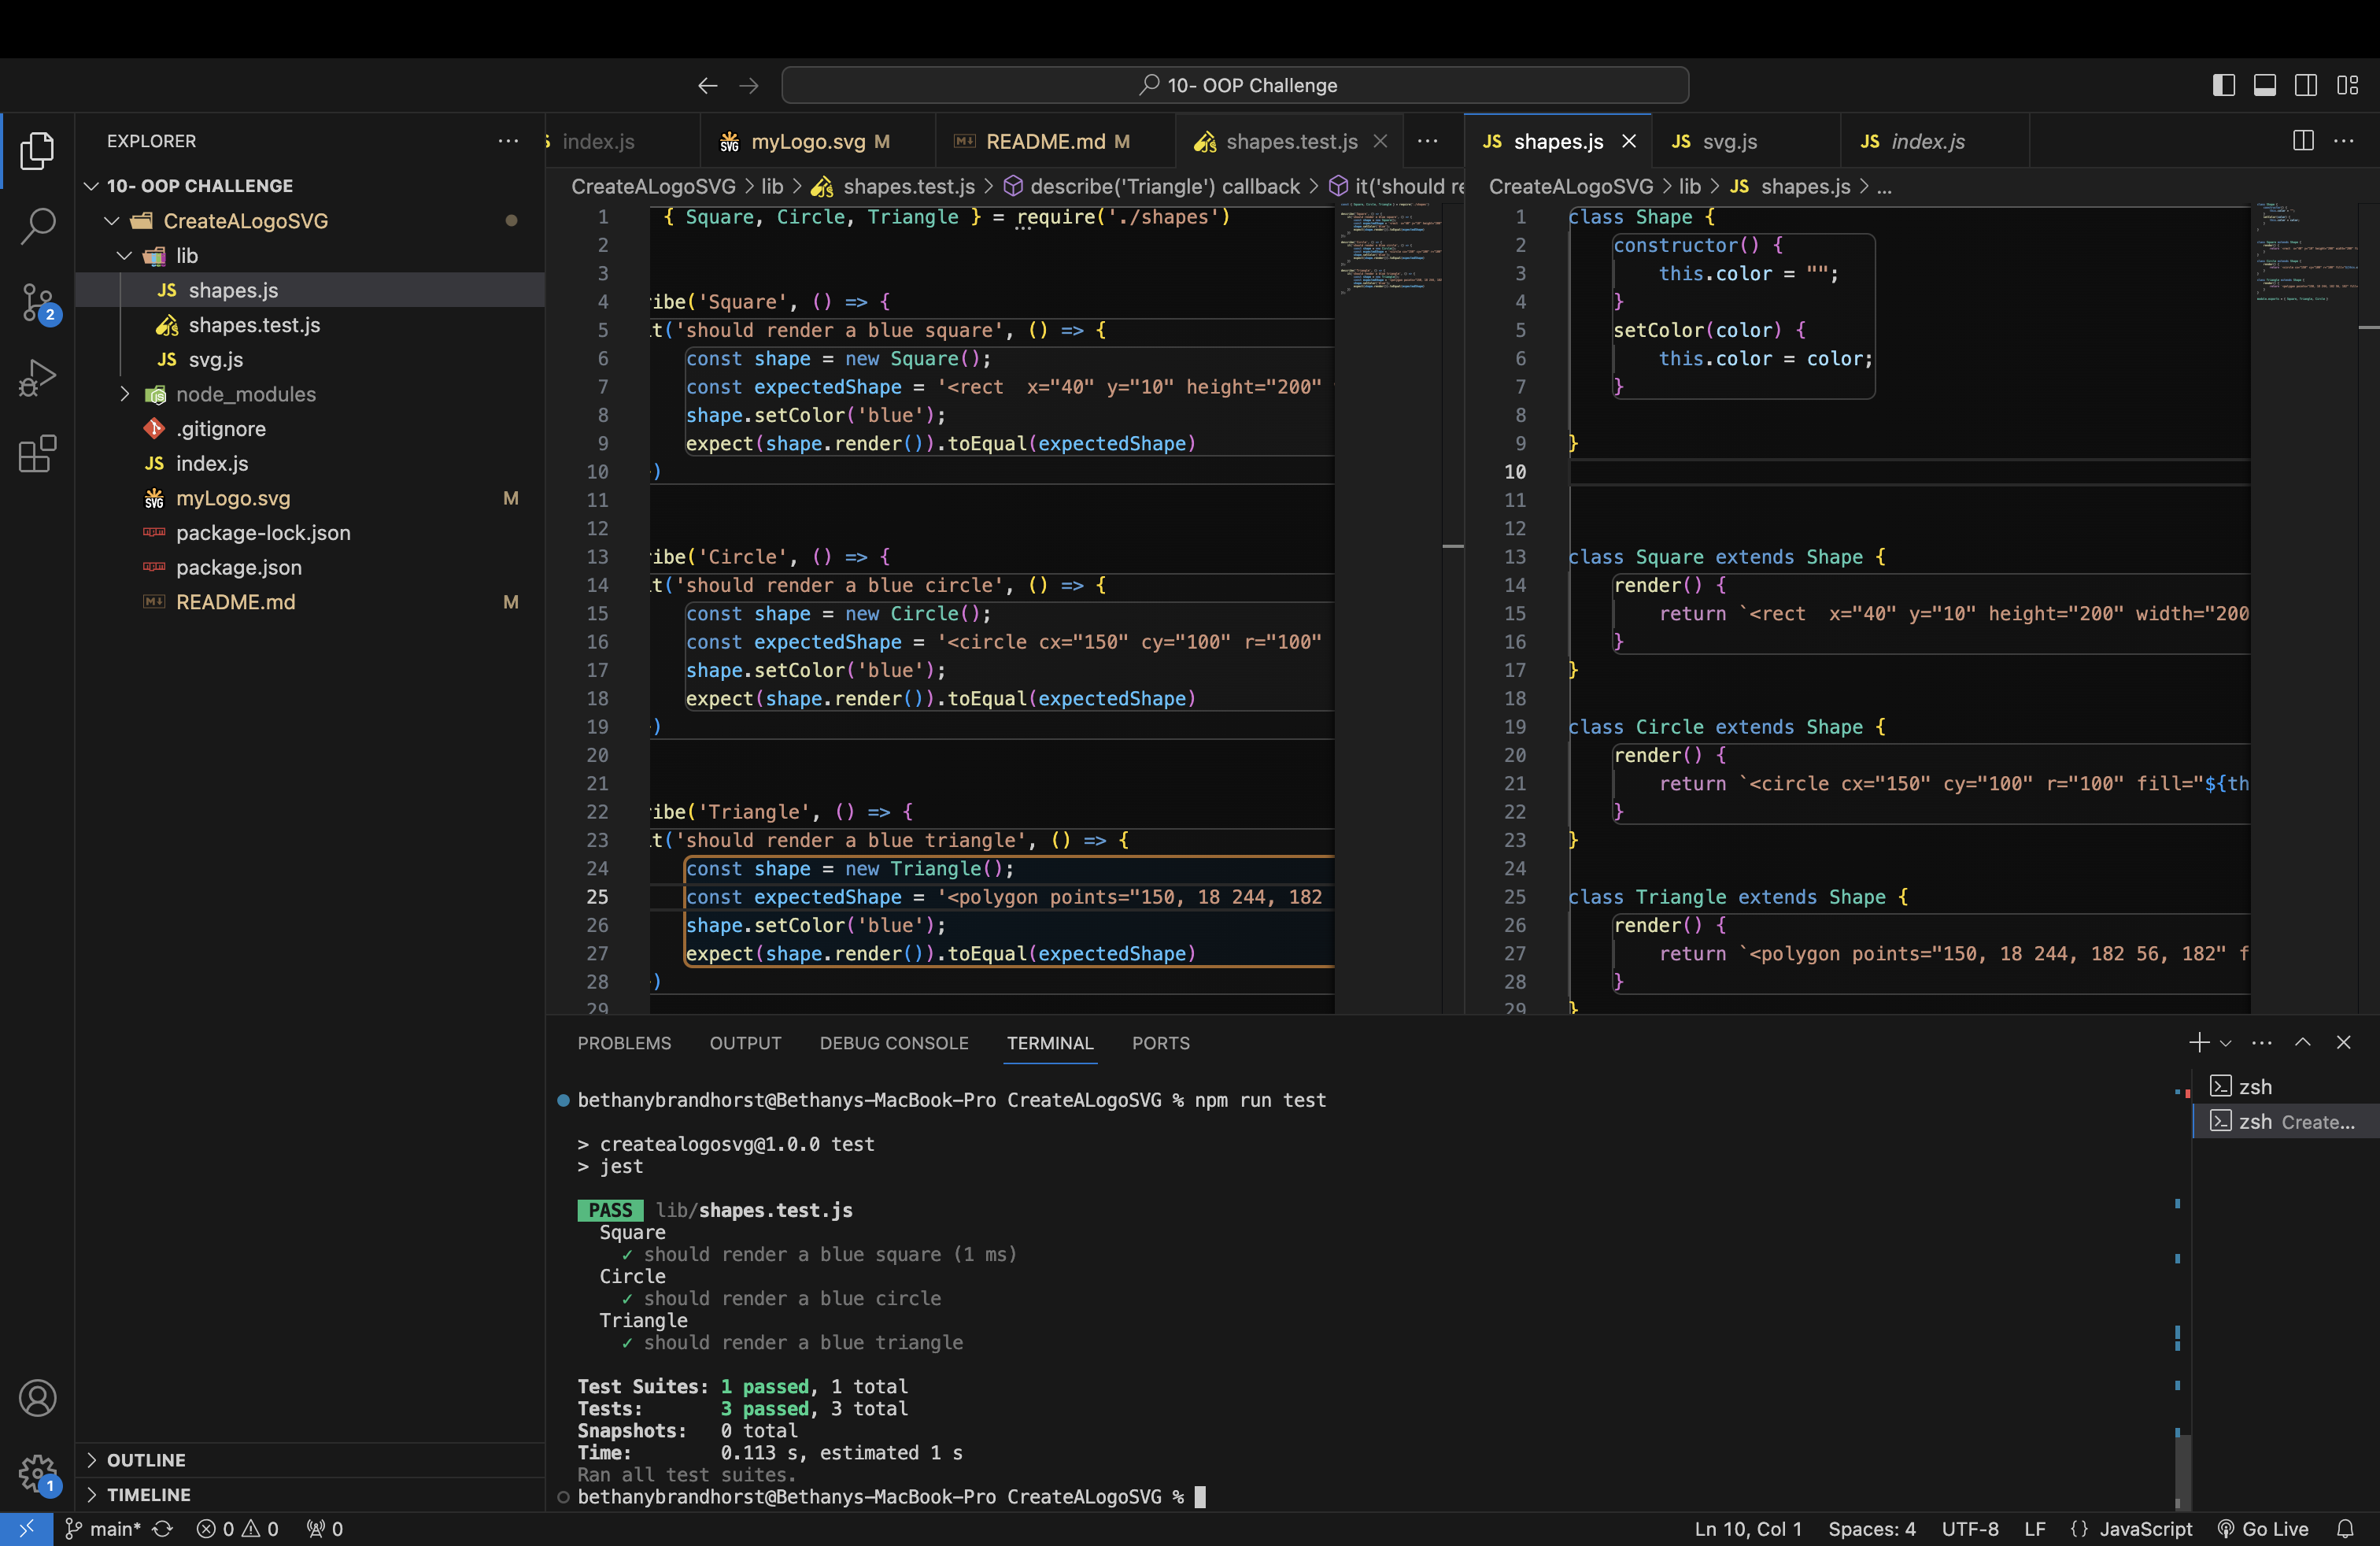 10- OOP Challenge
EXPLORER
10- OOP CHALLENGE
CreateALogoSVG
lib
JS shapes.js
shapes.test.js
JS svg.js
node_modules
.gitignore
JS index.js
SVG myLogo.svg M
package-lock.json
package.json
README.md M
OUTLINE
TIMELINE
2
1
index.js
SVG myLogo.svg M
README.md M
shapes.test.js
CreateALogoSVG > lib > shapes.test.js > describe('Triangle') callback > it('should re
1 { Square, Circle, Triangle } = require('./shapes')
2
3
4 ribe('Square', () => {
5 t('should render a blue square', () => {
6 const shape = new Square();
7 const expectedShape = '<rect  x="40" y="10" height="200"
8 shape.setColor('blue');
9 expect(shape.render()).toEqual(expectedShape)
10 )
11
12
13 ribe('Circle', () => {
14 t('should render a blue circle', () => {
15 const shape = new Circle();
16 const expectedShape = '<circle cx="150" cy="100" r="100"
17 shape.setColor('blue');
18 expect(shape.render()).toEqual(expectedShape)
19 )
20
21
22 ribe('Triangle', () => {
23 t('should render a blue triangle', () => {
24 const shape = new Triangle();
25 const expectedShape = '<polygon points="150, 18 244, 182
26 shape.setColor('blue');
27 expect(shape.render()).toEqual(expectedShape)
28 )
29
JS shapes.js
JS svg.js
JS index.js
CreateALogoSVG > lib > JS shapes.js > ...
1 class Shape {
2 constructor() {
3 this.color = "";
4 }
5 setColor(color) {
6 this.color = color;
7 }
8
9 }
10
11
12
13 class Square extends Shape {
14 render() {
15 return `<rect  x="40" y="10" height="200" width="200
16 }
17 }
18
19 class Circle extends Shape {
20 render() {
21 return `<circle cx="150" cy="100" r="100" fill="${th
22 }
23 }
24
25 class Triangle extends Shape {
26 render() {
27 return `<polygon points="150, 18 244, 182 56, 182" f
28 }
29 }
PROBLEMS OUTPUT DEBUG CONSOLE TERMINAL PORTS
bethanybrandhorst@Bethanys-MacBook-Pro CreateALogoSVG % npm run test
> createalogosvg@1.0.0 test
> jest
PASS lib/shapes.test.js
Square
✓ should render a blue square (1 ms)
Circle
✓ should render a blue circle
Triangle
✓ should render a blue triangle
Test Suites: 1 passed, 1 total
Tests: 3 passed, 3 total
Snapshots: 0 total
Time: 0.113 s, estimated 1 s
Ran all test suites.
bethanybrandhorst@Bethanys-MacBook-Pro CreateALogoSVG %
zsh
zsh Create...
main* 0 0 0 Ln 10, Col 1 Spaces: 4 UTF-8 LF {} JavaScript Go Live